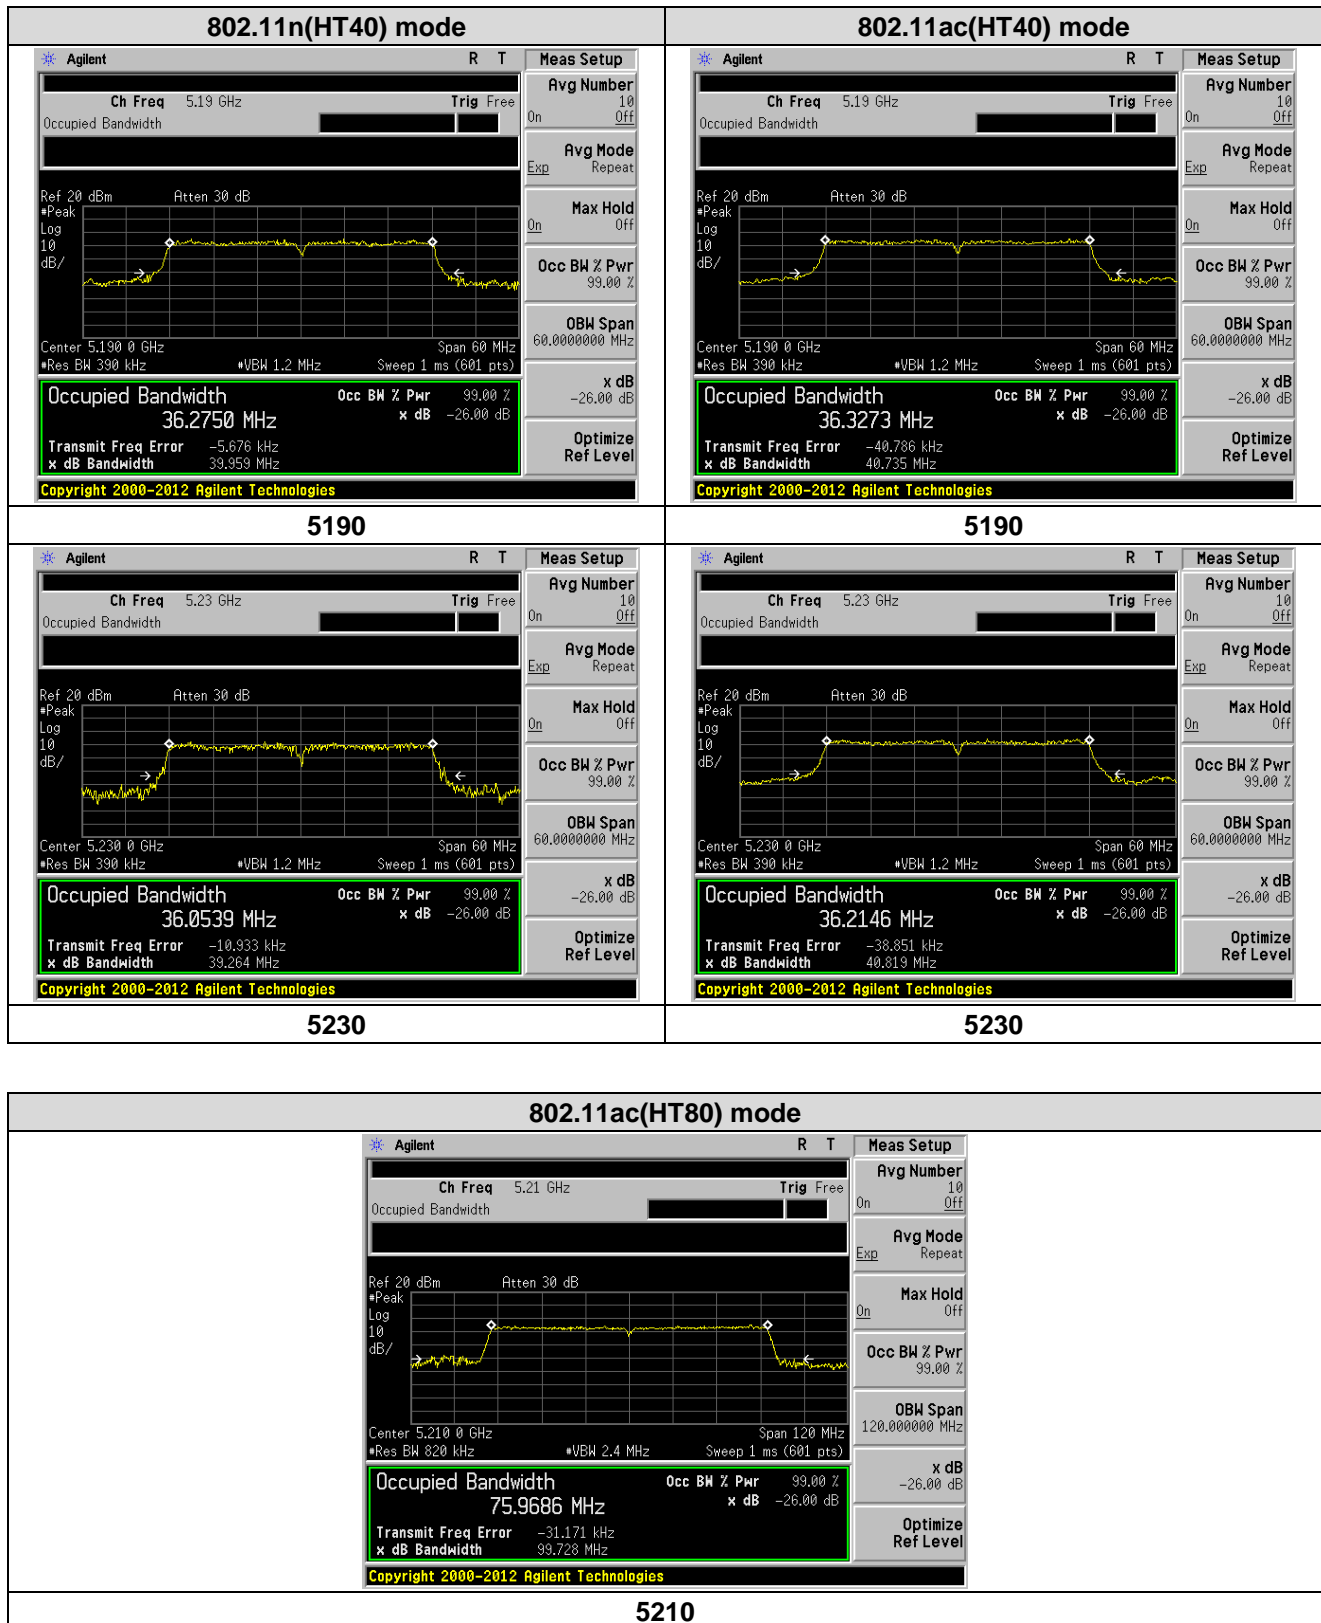 802.11n(HT40) mode
802.11ac(HT40) mode
Agilent R T
Meas Setup
Ch Freq 5.19 GHz Trig Free
Occupied Bandwidth
Avg Number
10
On Off
Avg Mode
Exp Repeat
Max Hold
On Off
Occ BW % Pwr
99.00 %
OBW Span
60.0000000 MHz
x dB
-26.00 dB
Optimize
Ref Level
Ref 20 dBm Atten 30 dB
#Peak
Log
10
dB/
Center 5.190 0 GHz Span 60 MHz
#Res BW 390 kHz #VBW 1.2 MHz Sweep 1 ms (601 pts)
Occupied Bandwidth Occ BW % Pwr 99.00 %
36.2750 MHz x dB -26.00 dB
Transmit Freq Error -5.676 kHz
x dB Bandwidth 39.959 MHz
Copyright 2000-2012 Agilent Technologies
Agilent R T
Meas Setup
Ch Freq 5.19 GHz Trig Free
Occupied Bandwidth
Avg Number
10
On Off
Avg Mode
Exp Repeat
Max Hold
On Off
Occ BW % Pwr
99.00 %
OBW Span
60.0000000 MHz
x dB
-26.00 dB
Optimize
Ref Level
Ref 20 dBm Atten 30 dB
#Peak
Log
10
dB/
Center 5.190 0 GHz Span 60 MHz
#Res BW 390 kHz #VBW 1.2 MHz Sweep 1 ms (601 pts)
Occupied Bandwidth Occ BW % Pwr 99.00 %
36.3273 MHz x dB -26.00 dB
Transmit Freq Error -40.786 kHz
x dB Bandwidth 40.735 MHz
Copyright 2000-2012 Agilent Technologies
5190
5190
Agilent R T
Meas Setup
Ch Freq 5.23 GHz Trig Free
Occupied Bandwidth
Avg Number
10
On Off
Avg Mode
Exp Repeat
Max Hold
On Off
Occ BW % Pwr
99.00 %
OBW Span
60.0000000 MHz
x dB
-26.00 dB
Optimize
Ref Level
Ref 20 dBm Atten 30 dB
#Peak
Log
10
dB/
Center 5.230 0 GHz Span 60 MHz
#Res BW 390 kHz #VBW 1.2 MHz Sweep 1 ms (601 pts)
Occupied Bandwidth Occ BW % Pwr 99.00 %
36.0539 MHz x dB -26.00 dB
Transmit Freq Error -10.933 kHz
x dB Bandwidth 39.264 MHz
Copyright 2000-2012 Agilent Technologies
Agilent R T
Meas Setup
Ch Freq 5.23 GHz Trig Free
Occupied Bandwidth
Avg Number
10
On Off
Avg Mode
Exp Repeat
Max Hold
On Off
Occ BW % Pwr
99.00 %
OBW Span
60.0000000 MHz
x dB
-26.00 dB
Optimize
Ref Level
Ref 20 dBm Atten 30 dB
#Peak
Log
10
dB/
Center 5.230 0 GHz Span 60 MHz
#Res BW 390 kHz #VBW 1.2 MHz Sweep 1 ms (601 pts)
Occupied Bandwidth Occ BW % Pwr 99.00 %
36.2146 MHz x dB -26.00 dB
Transmit Freq Error -38.851 kHz
x dB Bandwidth 40.819 MHz
Copyright 2000-2012 Agilent Technologies
5230
5230
802.11ac(HT80) mode
Agilent R T
Meas Setup
Ch Freq 5.21 GHz Trig Free
Occupied Bandwidth
Avg Number
10
On Off
Avg Mode
Exp Repeat
Max Hold
On Off
Occ BW % Pwr
99.00 %
OBW Span
120.000000 MHz
x dB
-26.00 dB
Optimize
Ref Level
Ref 20 dBm Atten 30 dB
#Peak
Log
10
dB/
Center 5.210 0 GHz Span 120 MHz
#Res BW 820 kHz #VBW 2.4 MHz Sweep 1 ms (601 pts)
Occupied Bandwidth Occ BW % Pwr 99.00 %
75.9686 MHz x dB -26.00 dB
Transmit Freq Error -31.171 kHz
x dB Bandwidth 99.728 MHz
Copyright 2000-2012 Agilent Technologies
5210